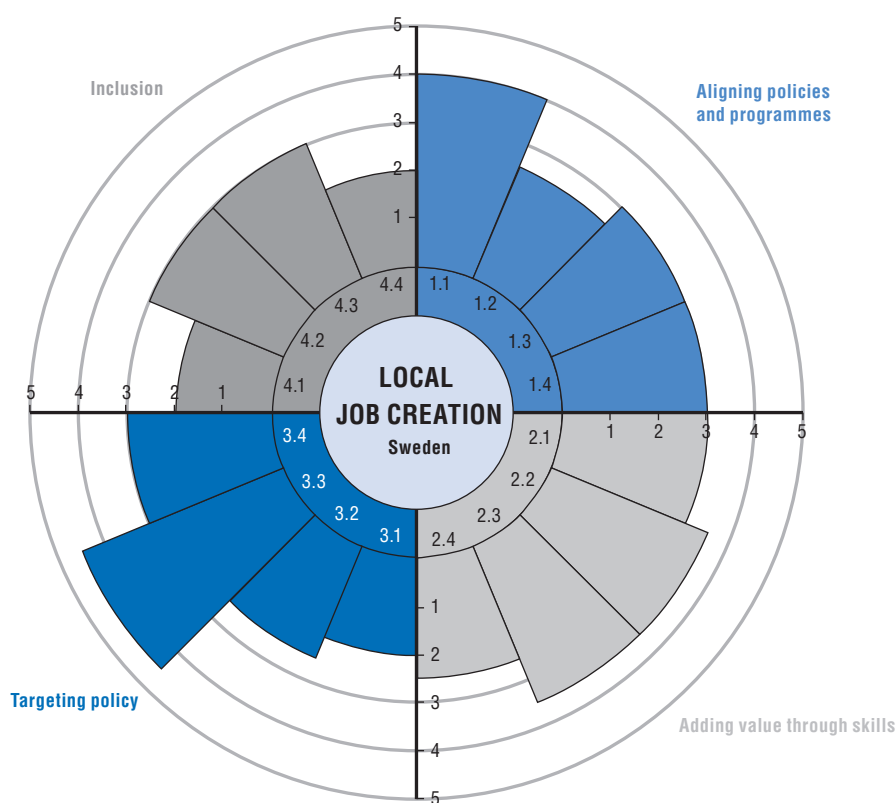 5
4
3
2
1
Inclusion
Aligning policies
and programmes
4.4
1.1
4.3
1.2
4.2
1.3
4.1
1.4
LOCAL
JOB CREATION
Sweden
5 4 3 2 1
1 2 3 4 5
3.4
2.1
3.3
2.2
3.2
2.3
3.1
2.4
1
2
3
4
5
Targeting policy
Adding value through skills